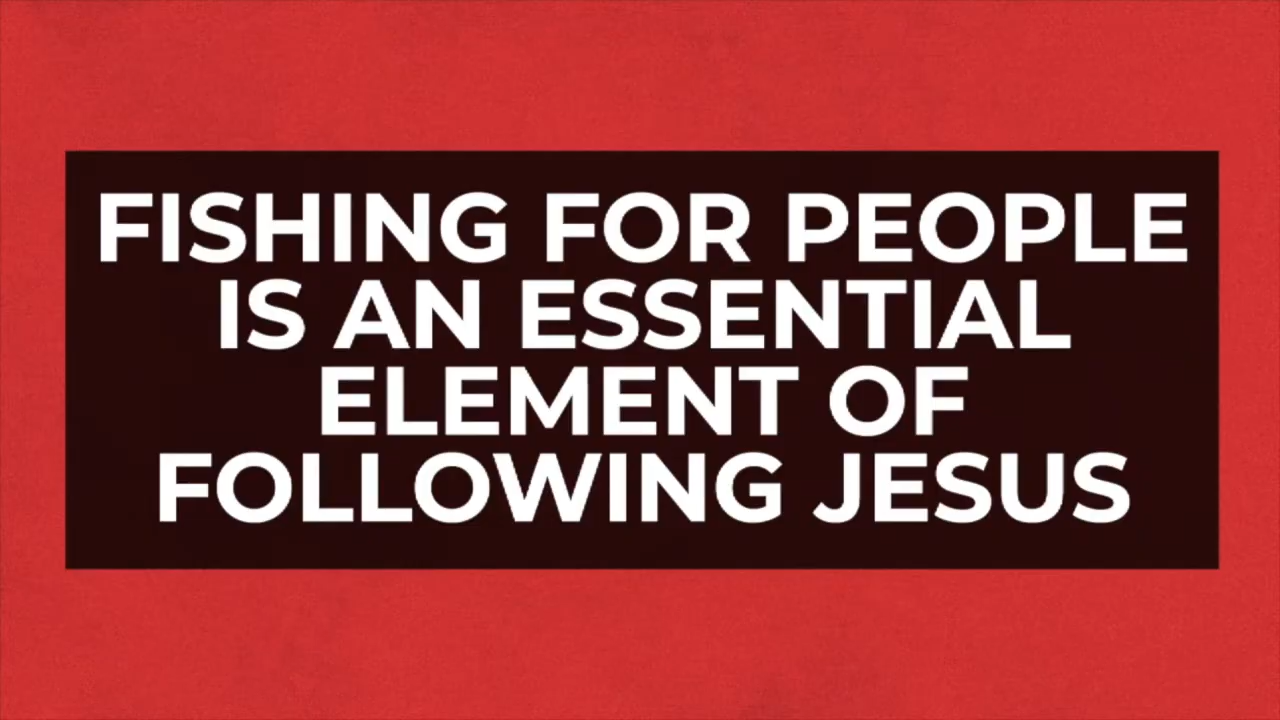 FISHING FOR PEOPLE
IS AN ESSENTIAL
ELEMENT OF
FOLLOWING JESUS